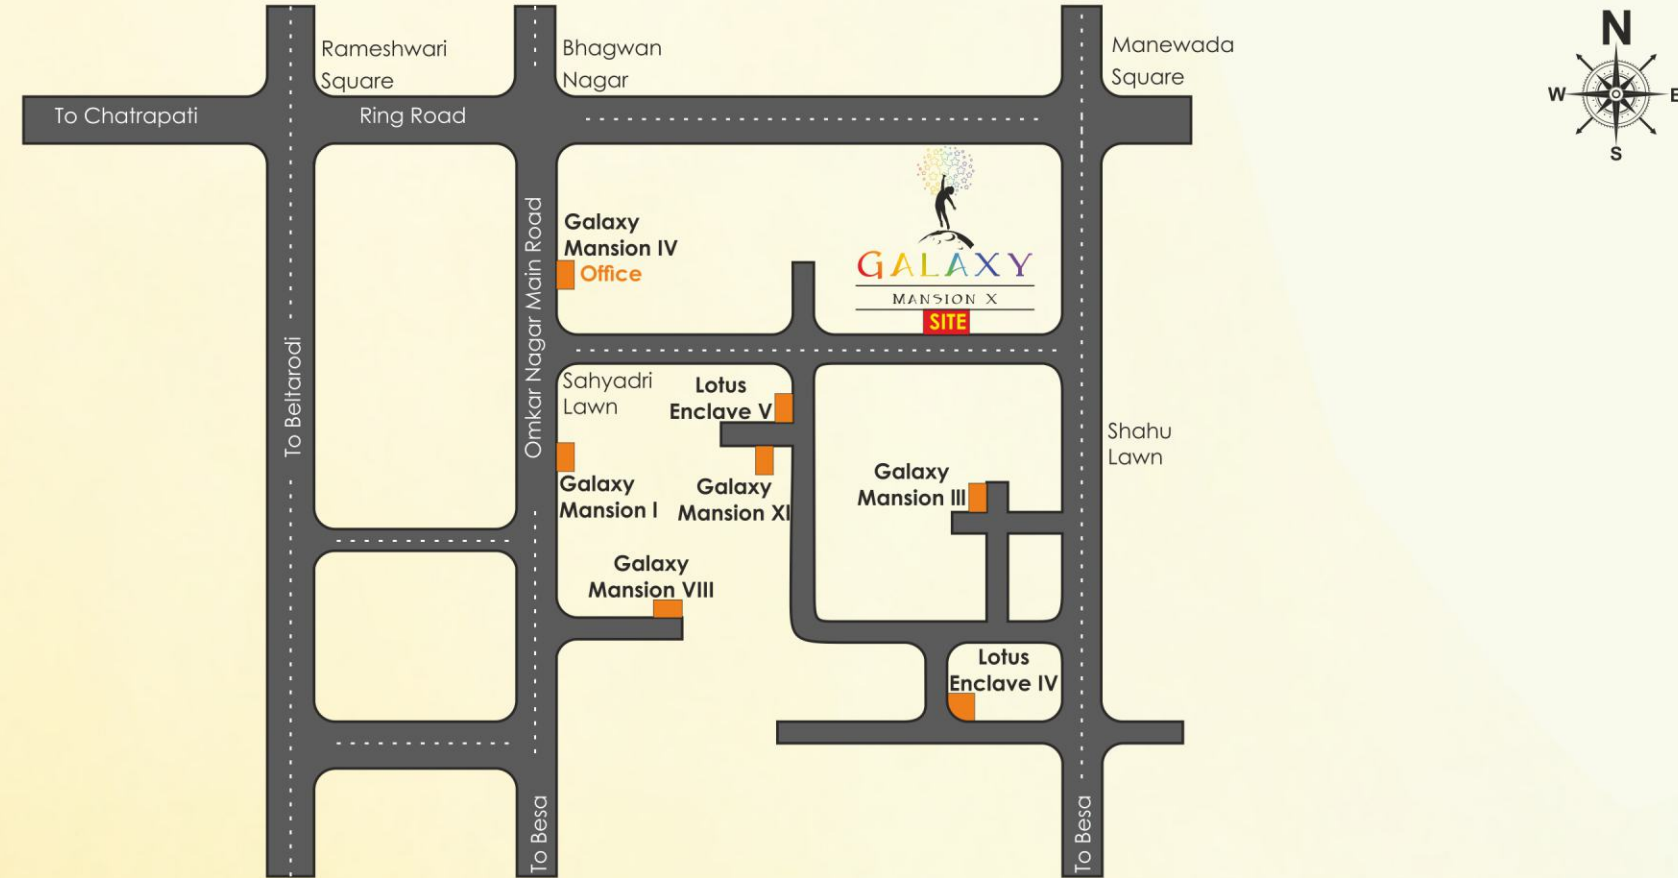 Rameshwari
Square
Bhagwan
Nagar
Manewada
Square
N
W
E
S
To Chatrapati
Ring Road
Galaxy
Mansion IV
Office
GALAXY
MANSION X
SITE
To Beltarodi
Omkar Nagar Main Road
Sahyadri
Lawn
Lotus
Enclave V
Shahu
Lawn
Galaxy
Mansion I
Galaxy
Mansion XI
Galaxy
Mansion III
Galaxy
Mansion VIII
Lotus
Enclave IV
To Besa
To Besa